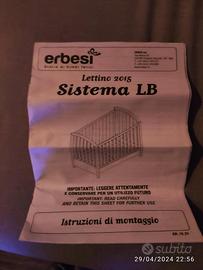 erbesi
Lettino 2015
Sistema LB
IMPORTANTE: LEGGERE ATTENTAMENTE
E CONSERVARE PER UN UTILIZZO FUTURO
IMPORTANT: READ CAREFULLY
AND RETAIN THIS SHEET FOR FURTHER USE
Istruzioni di montaggio
subito
29/04/2024 22:56